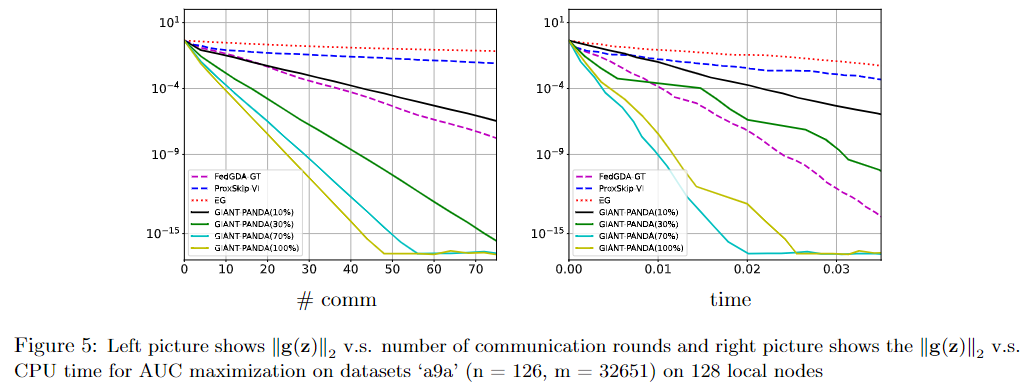 10¹
10⁻⁴
10⁻⁹
10⁻¹⁵
FedGDA-GT
ProxSkip-VI
EG
GIANT-PANDA(10%)
GIANT-PANDA(30%)
GIANT-PANDA(70%)
GIANT-PANDA(100%)
0 10 20 30 40 50 60 70
# comm
10¹
10⁻⁴
10⁻⁹
10⁻¹⁵
FedGDA-GT
ProxSkip-VI
EG
GIANT-PANDA(10%)
GIANT-PANDA(30%)
GIANT-PANDA(70%)
GIANT-PANDA(100%)
0.00 0.01 0.02 0.03
time
Figure 5: Left picture shows ‖g(z)‖₂ v.s. number of communication rounds and right picture shows the ‖g(z)‖₂ v.s.
CPU time for AUC maximization on datasets ‘a9a’ (n = 126, m = 32651) on 128 local nodes